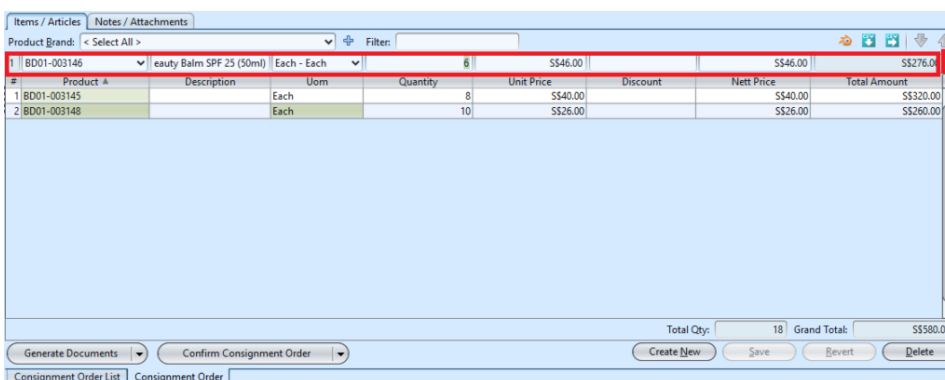 Items / Articles Notes / Attachments
Product Brand: < Select All > Filter:
1 BD01-003146 eauty Balm SPF 25 (50ml) Each - Each 6 S$46.00 S$46.00 S$276.00
# Product Description Uom Quantity Unit Price Discount Nett Price Total Amount
1 BD01-003145 Each 8 S$40.00 S$40.00 S$320.00
2 BD01-003148 Each 10 S$26.00 S$26.00 S$260.00
Total Qty: 18 Grand Total: S$580.0
Generate Documents Confirm Consignment Order Create New Save Revert Delete
Consignment Order List Consignment Order